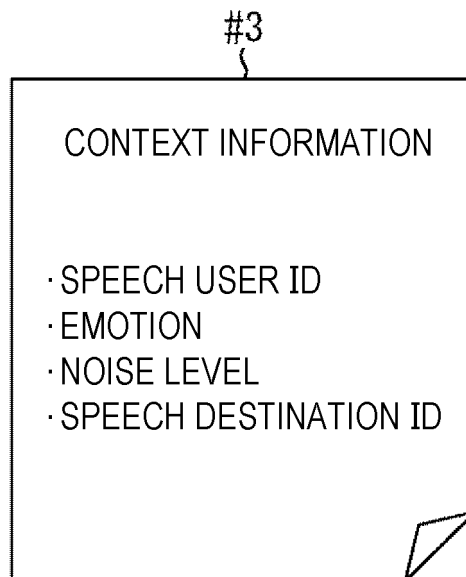 #3
CONTEXT INFORMATION
·SPEECH USER ID
·EMOTION
·NOISE LEVEL
·SPEECH DESTINATION ID